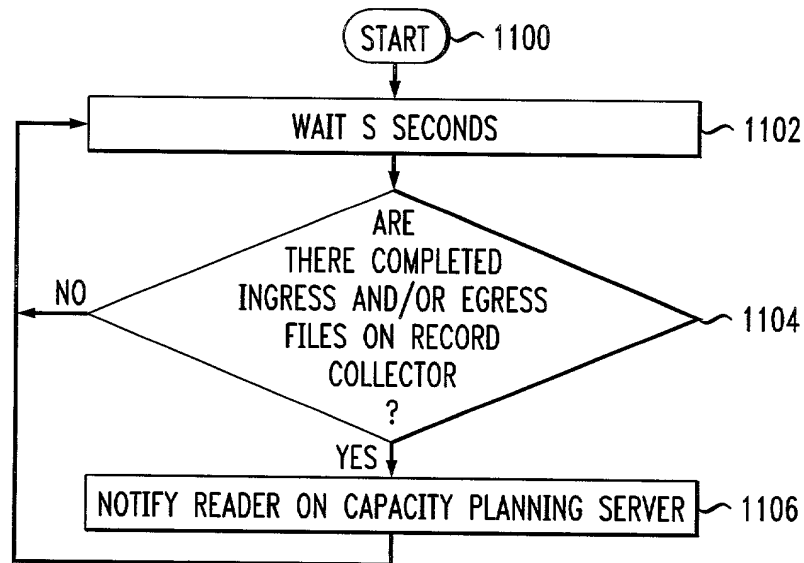 START
1100
WAIT S SECONDS
1102
ARE
THERE COMPLETED
INGRESS AND/OR EGRESS
FILES ON RECORD
COLLECTOR
?
1104
NO
YES
NOTIFY READER ON CAPACITY PLANNING SERVER
1106